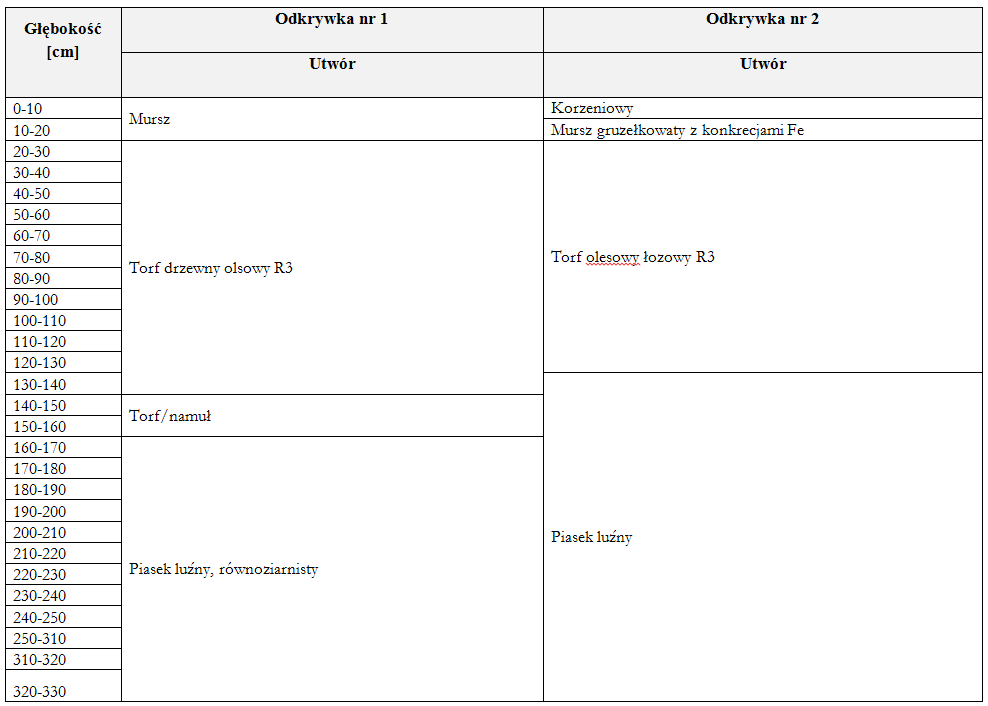 Głębokość
[cm]
Odkrywka nr 1
Odkrywka nr 2
Utwór
Utwór
0-10
Mursz
Korzeniowy
10-20
Mursz gruzełkowaty z konkrecjami Fe
20-30
30-40
40-50
50-60
60-70
70-80
Torf drzewny olsowy R3
Torf olesowy łozowy R3
80-90
90-100
100-110
110-120
120-130
130-140
140-150
Torf/namuł
150-160
160-170
170-180
180-190
190-200
200-210
Piasek luźny
210-220
220-230
Piasek luźny, równoziarnisty
230-240
240-250
250-310
310-320
320-330